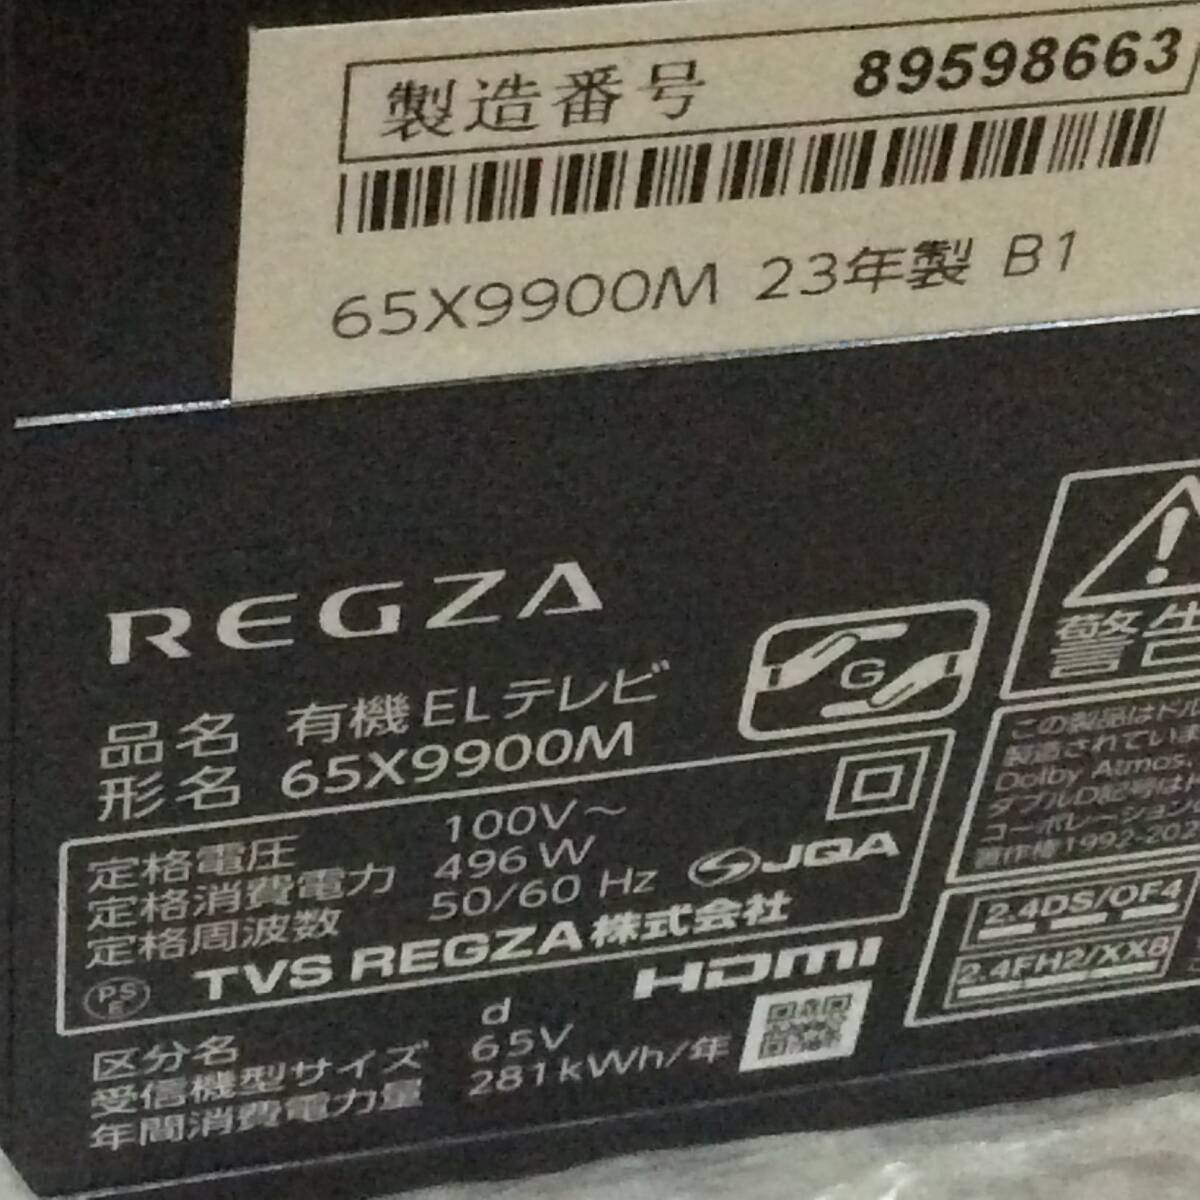 製造番号 89598663
65X9900M 23年製 B1
REGZA
品名 有機ELテレビ
形名 65X9900M
G
定格電圧 100V～
定格消費電力 496W
定格周波数 50/60 Hz
JQA
PS
E
TVS REGZA株式会社
HDMI
区分名 d
受信機型サイズ 65V
年間消費電力量 281kWh/年
警告
この製品はドル
製造されていま
Dolby Atmos,
ダブルD記号はド
コーポレーション
著作権1992-202
2.4DS/OF4
2.4FH2/XX8